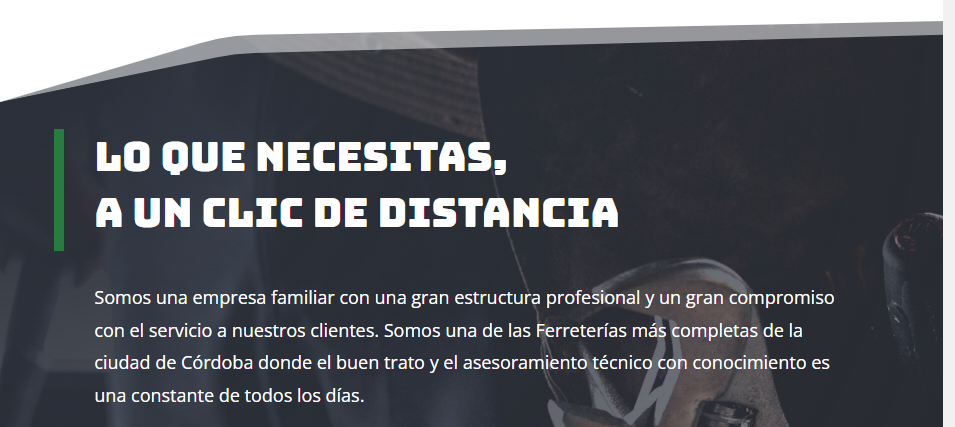 LO QUE NECESITAS,
A UN CLIC DE DISTANCIA
Somos una empresa familiar con una gran estructura profesional y un gran compromiso
con el servicio a nuestros clientes. Somos una de las Ferreterías más completas de la
ciudad de Córdoba donde el buen trato y el asesoramiento técnico con conocimiento es
una constante de todos los días.